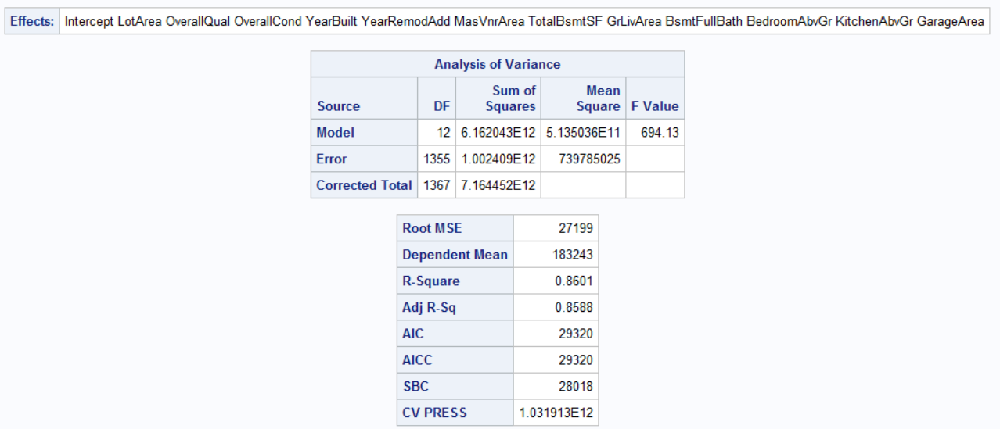 Effects: Intercept LotArea OverallQual OverallCond YearBuilt YearRemodAdd MasVnrArea TotalBsmtSF GrLivArea BsmtFullBath BedroomAbvGr KitchenAbvGr GarageArea
Analysis of Variance
Source DF Sum of Squares Mean Square F Value
Model 12 6.162043E12 5.135036E11 694.13
Error 1355 1.002409E12 739785025
Corrected Total 1367 7.164452E12
Root MSE 27199
Dependent Mean 183243
R-Square 0.8601
Adj R-Sq 0.8588
AIC 29320
AICC 29320
SBC 28018
CV PRESS 1.031913E12